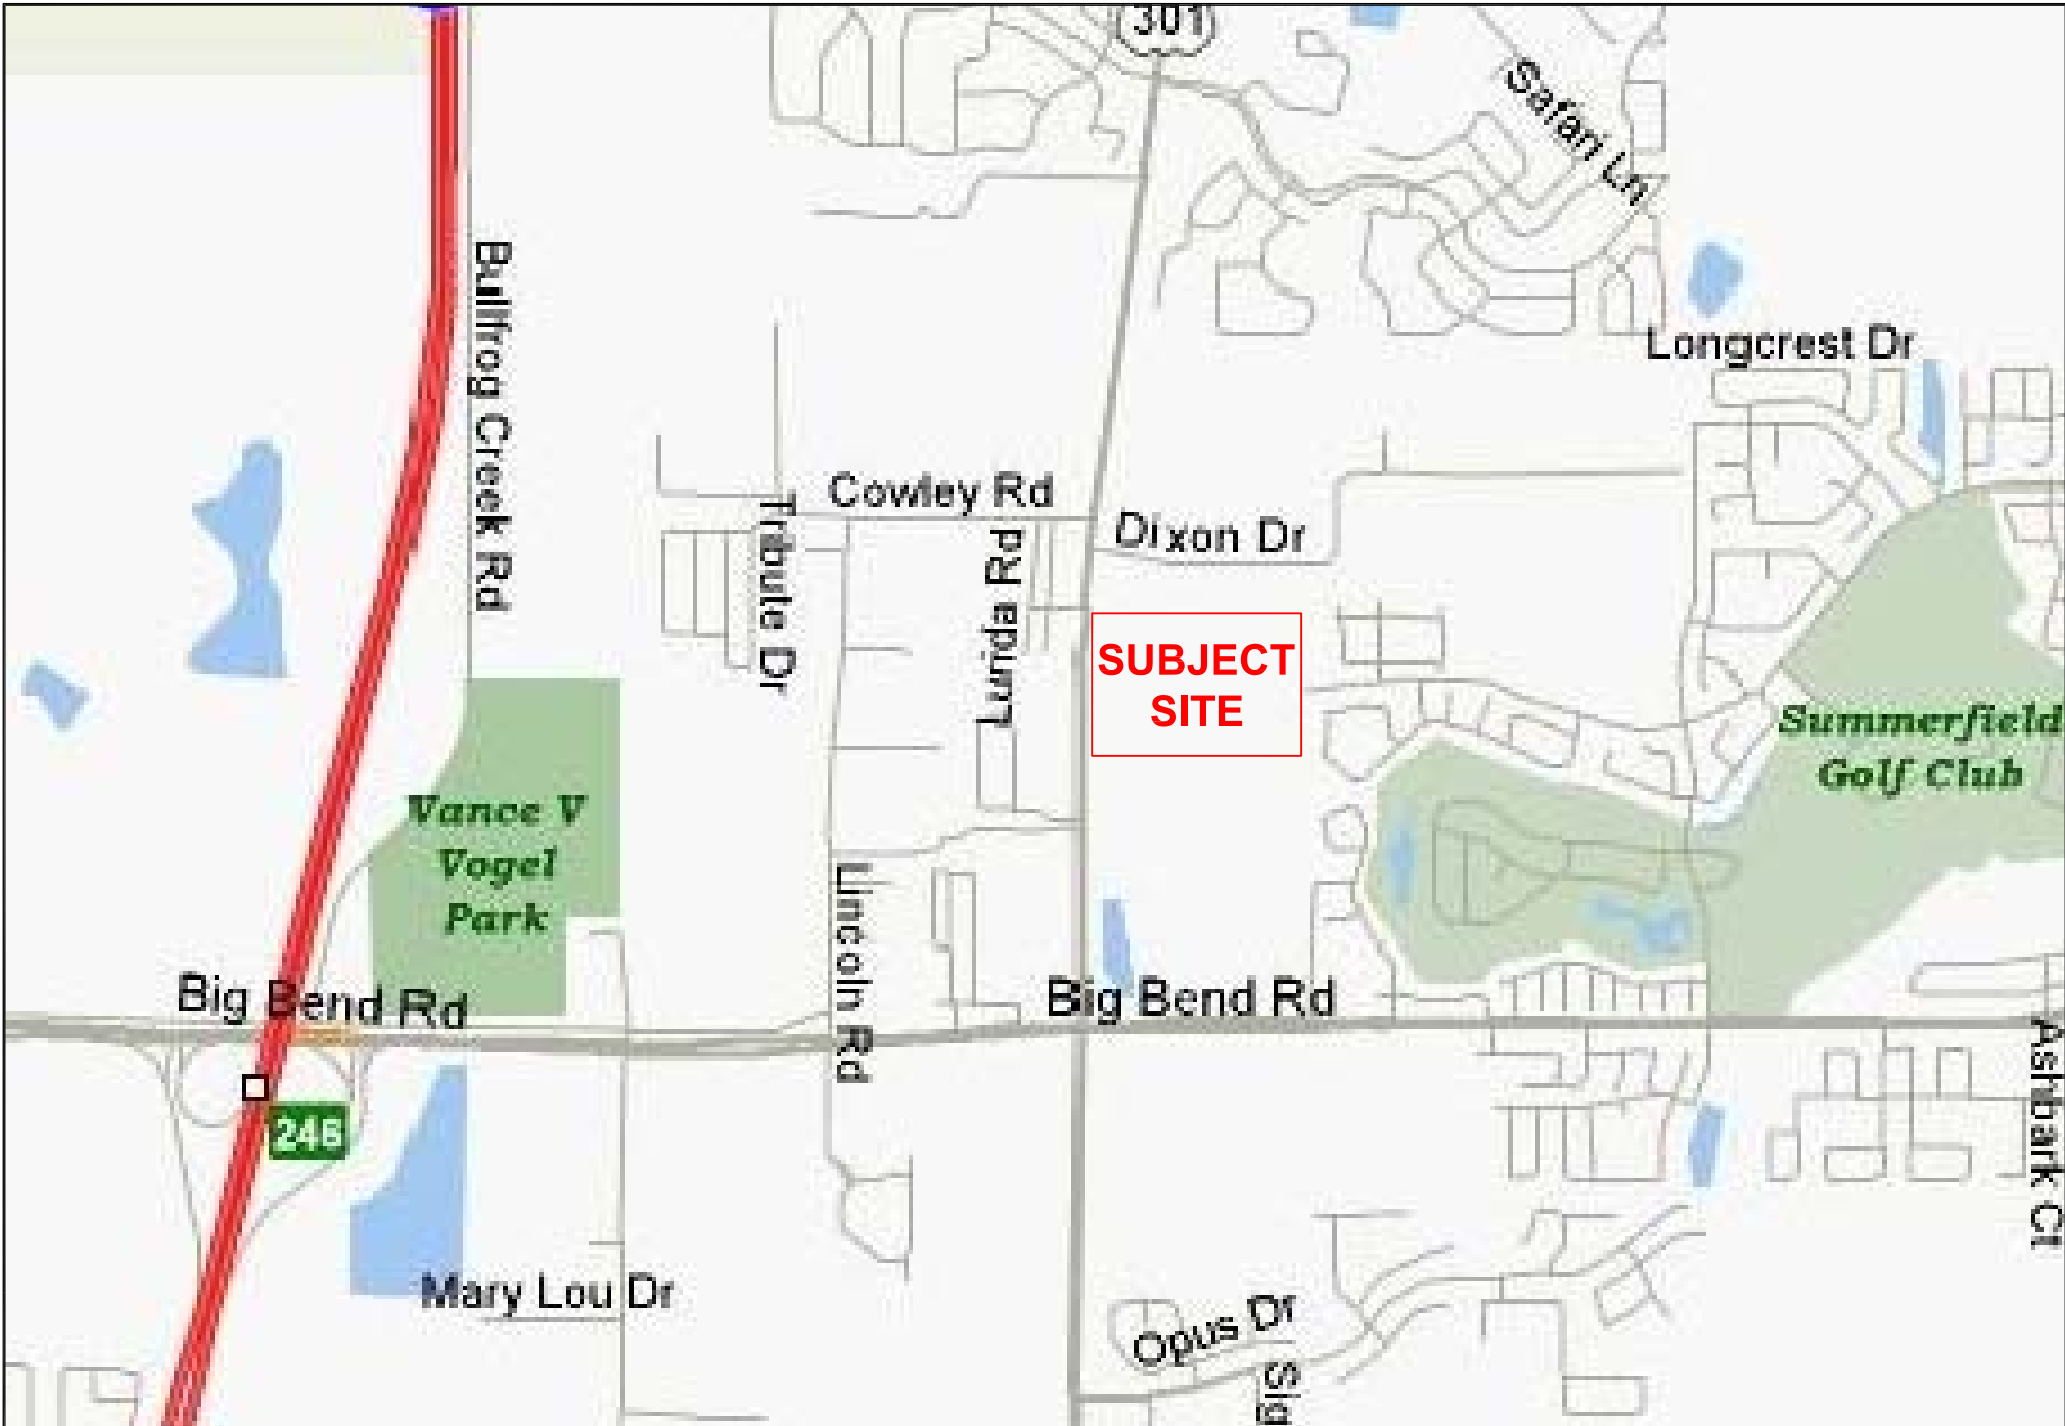 301
Safari Ln
Bullfrog Creek Rd
Longcrest Dr
Cowley Rd
Tribute Dr
Lunida Rd
Dixon Dr
SUBJECT
SITE
Summerfield
Golf Club
Vance V
Vogel
Park
Lincoln Rd
Big Bend Rd
Big Bend Rd
246
Ashbark Ct
Mary Lou Dr
Opus Dr
Sig